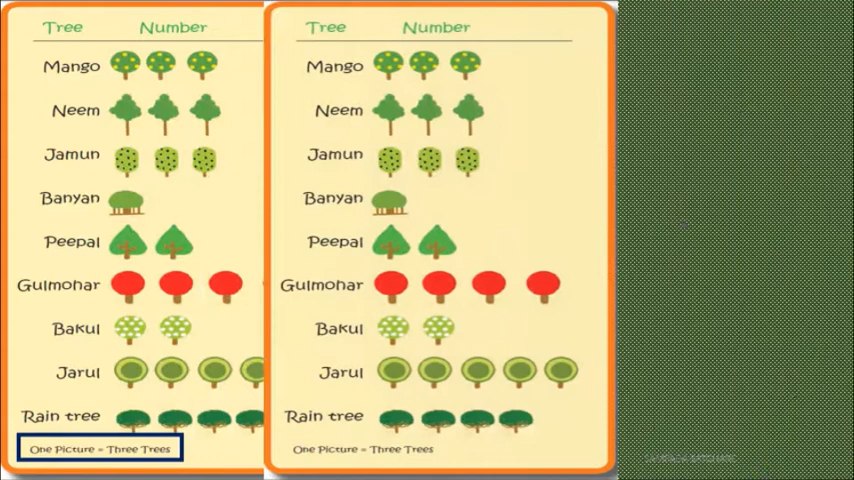 Tree Number
Mango
Neem
Jamun
Banyan
Peepal
Gulmohar
Bakul
Jarul
Rain tree
One Picture = Three Trees
Tree Number
Mango
Neem
Jamun
Banyan
Peepal
Gulmohar
Bakul
Jarul
Rain tree
One Picture = Three Trees